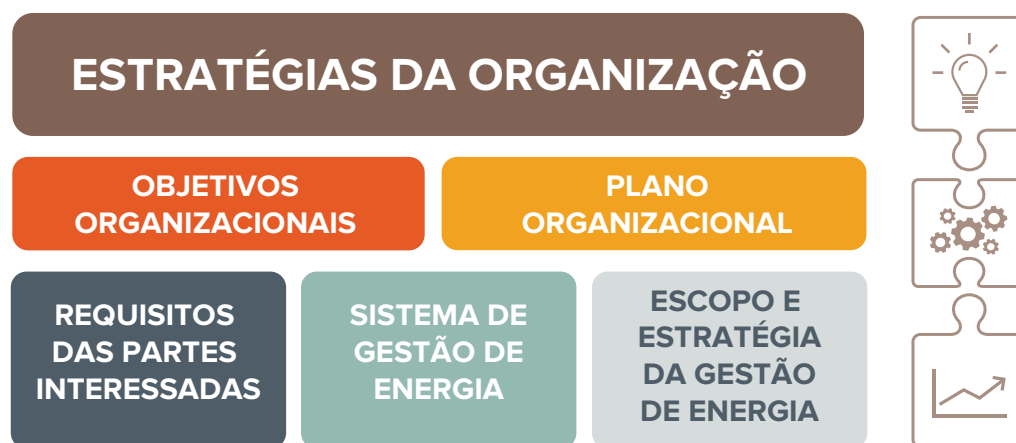 ESTRATÉGIAS DA ORGANIZAÇÃO
OBJETIVOS
ORGANIZACIONAIS
PLANO
ORGANIZACIONAL
REQUISITOS
DAS PARTES
INTERESSADAS
SISTEMA DE
GESTÃO DE
ENERGIA
ESCOPO E
ESTRATÉGIA
DA GESTÃO
DE ENERGIA